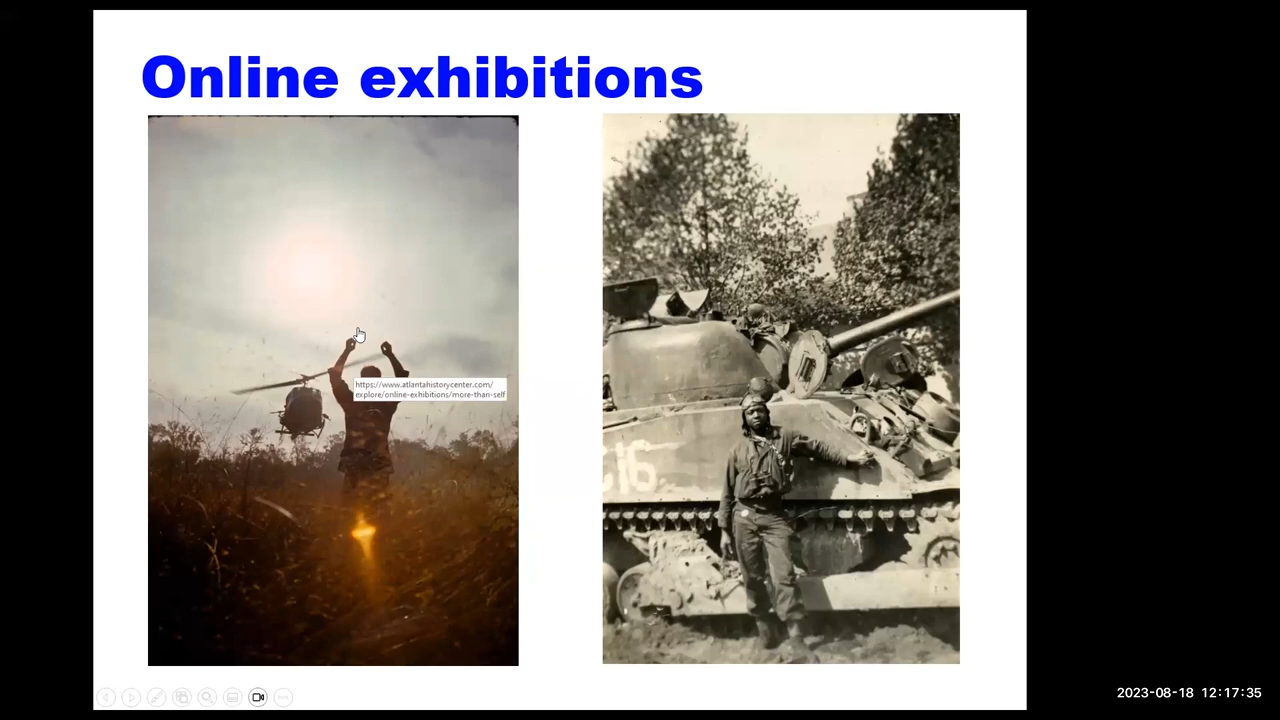 Online exhibitions
https://www.atlantahistorycenter.com/
explore/online-exhibitions/more-than-self
C16
2023-08-18 12:17:35